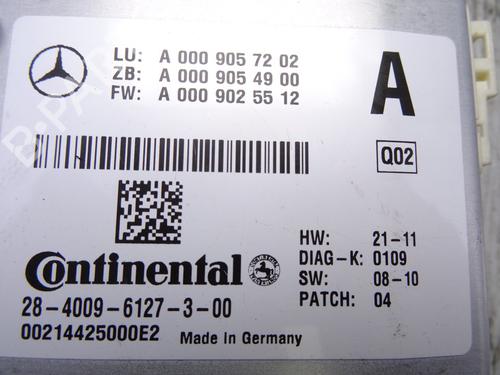 LU: A 000 905 72 02
ZB: A 000 905 49 00
FW: A 000 902 55 12
A
Q02
Continental
HW: 21-11
DIAG-K: 0109
SW: 08-10
PATCH: 04
28-4009-6127-3-00
00214425000E2 Made in Germany